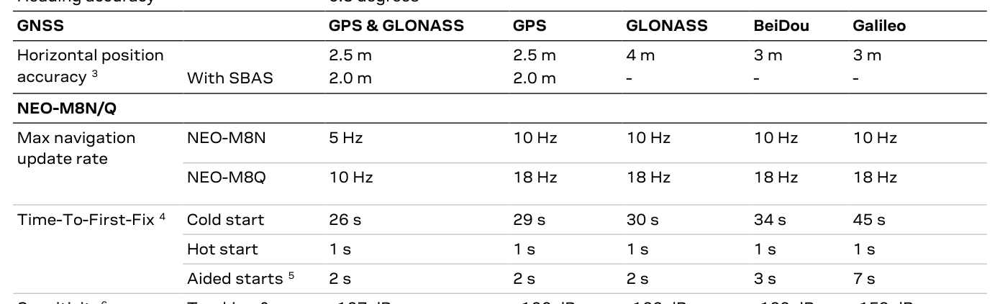 GNSS GPS & GLONASS GPS GLONASS BeiDou Galileo
Horizontal position 2.5 m 2.5 m 4 m 3 m 3 m
accuracy 3 With SBAS 2.0 m 2.0 m - - -
NEO-M8N/Q
Max navigation NEO-M8N 5 Hz 10 Hz 10 Hz 10 Hz 10 Hz
update rate
NEO-M8Q 10 Hz 18 Hz 18 Hz 18 Hz 18 Hz
Time-To-First-Fix 4 Cold start 26 s 29 s 30 s 34 s 45 s
Hot start 1 s 1 s 1 s 1 s 1 s
Aided starts 5 2 s 2 s 2 s 3 s 7 s